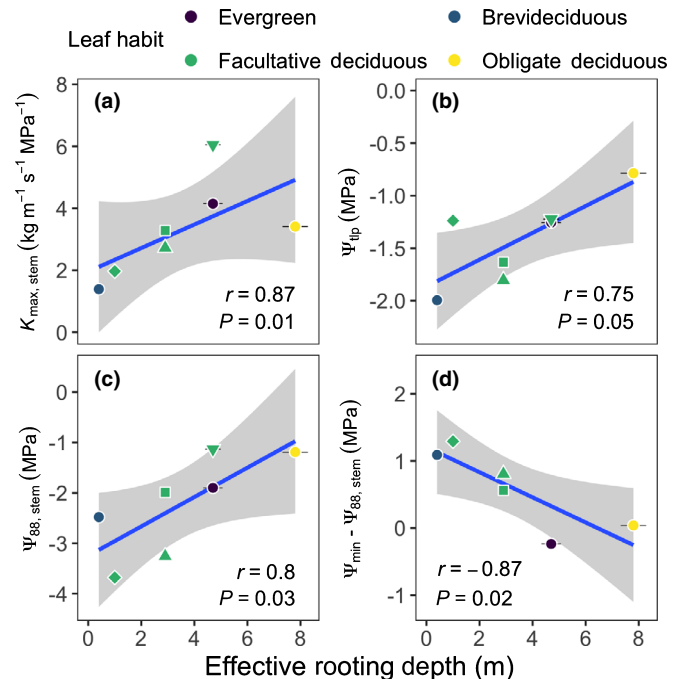 Leaf habit
Evergreen
Brevideciduous
Facultative deciduous
Obligate deciduous
(a)
K max, stem (kg m⁻¹ s⁻¹ MPa⁻¹)
8
6
4
2
0
r = 0.87
P = 0.01
(b)
Ψtlp (MPa)
0.0
-0.5
-1.0
-1.5
-2.0
r = 0.75
P = 0.05
(c)
Ψ88, stem (MPa)
0
-1
-2
-3
-4
r = 0.8
P = 0.03
0 2 4 6 8
(d)
Ψmin - Ψ88, stem (MPa)
2
1
0
-1
r = −0.87
P = 0.02
0 2 4 6 8
Effective rooting depth (m)